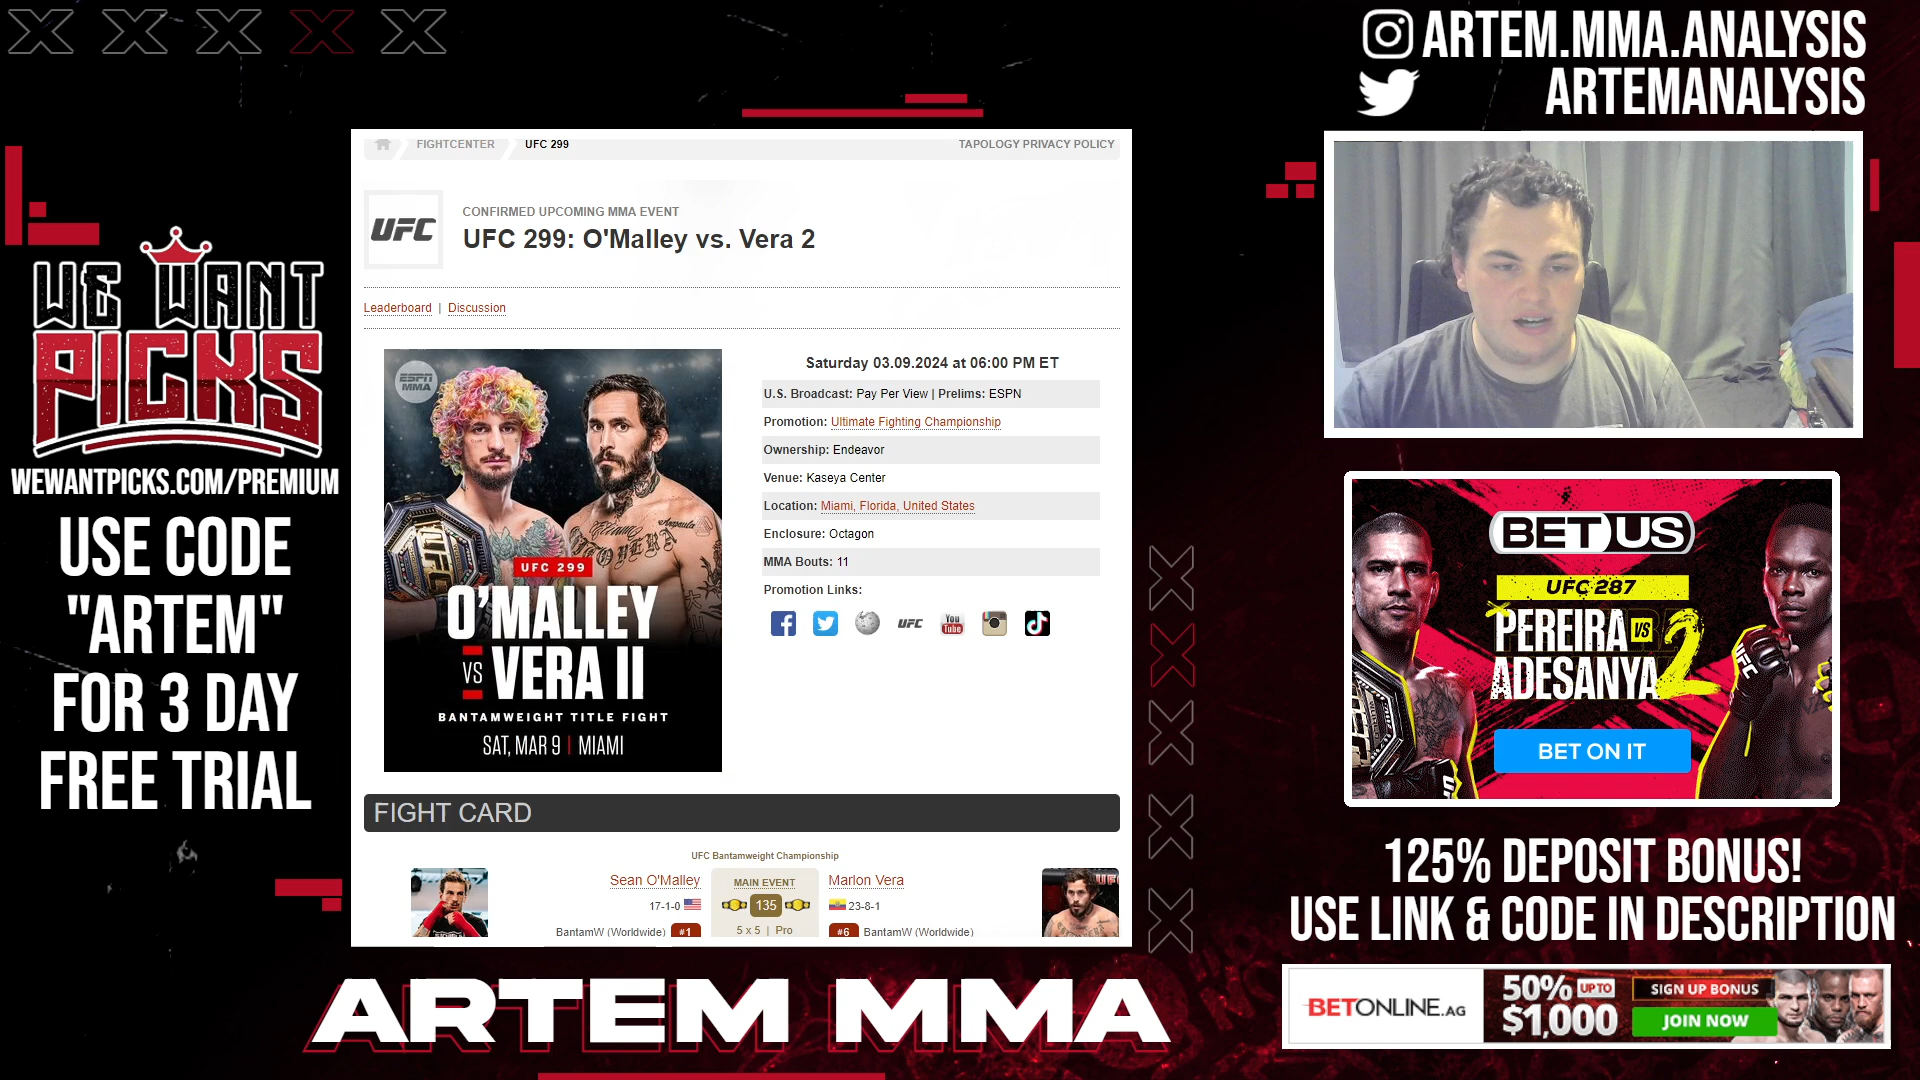 ARTEM.MMA.ANALYSIS
ARTEMANALYSIS
FIGHTCENTER
UFC 299
TAPOLOGY PRIVACY POLICY
UFC
CONFIRMED UPCOMING MMA EVENT
UFC 299: O'Malley vs. Vera 2
Leaderboard | Discussion
ESPN
MMA
UFC 299
O'MALLEY
VS VERA II
BANTAMWEIGHT TITLE FIGHT
SAT, MAR 9 | MIAMI
Saturday 03.09.2024 at 06:00 PM ET
U.S. Broadcast: Pay Per View | Prelims: ESPN
Promotion: Ultimate Fighting Championship
Ownership: Endeavor
Venue: Kaseya Center
Location: Miami, Florida, United States
Enclosure: Octagon
MMA Bouts: 11
Promotion Links:
UFC
You
Tube
FIGHT CARD
UFC Bantamweight Championship
Sean O'Malley
MAIN EVENT
Marlon Vera
17-1-0
135
23-8-1
BantamW (Worldwide) #1
5 x 5 | Pro
#6 BantamW (Worldwide)
WE WANT
PICKS
WEWANTPICKS.COM/PREMIUM
USE CODE
"ARTEM"
FOR 3 DAY
FREE TRIAL
BETUS
UFC 287
PEREIRA VS
ADESANYA 2
UFC
BET ON IT
125% DEPOSIT BONUS!
USE LINK & CODE IN DESCRIPTION
BETONLINE.AG
50% UP TO
$1,000
SIGN UP BONUS
JOIN NOW
ARTEM MMA